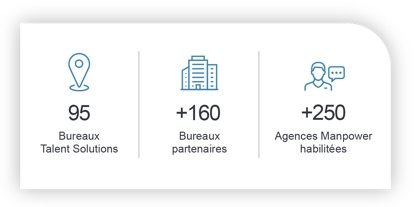 95
Bureaux
Talent Solutions
+160
Bureaux
partenaires
+250
Agences Manpower
habilitées